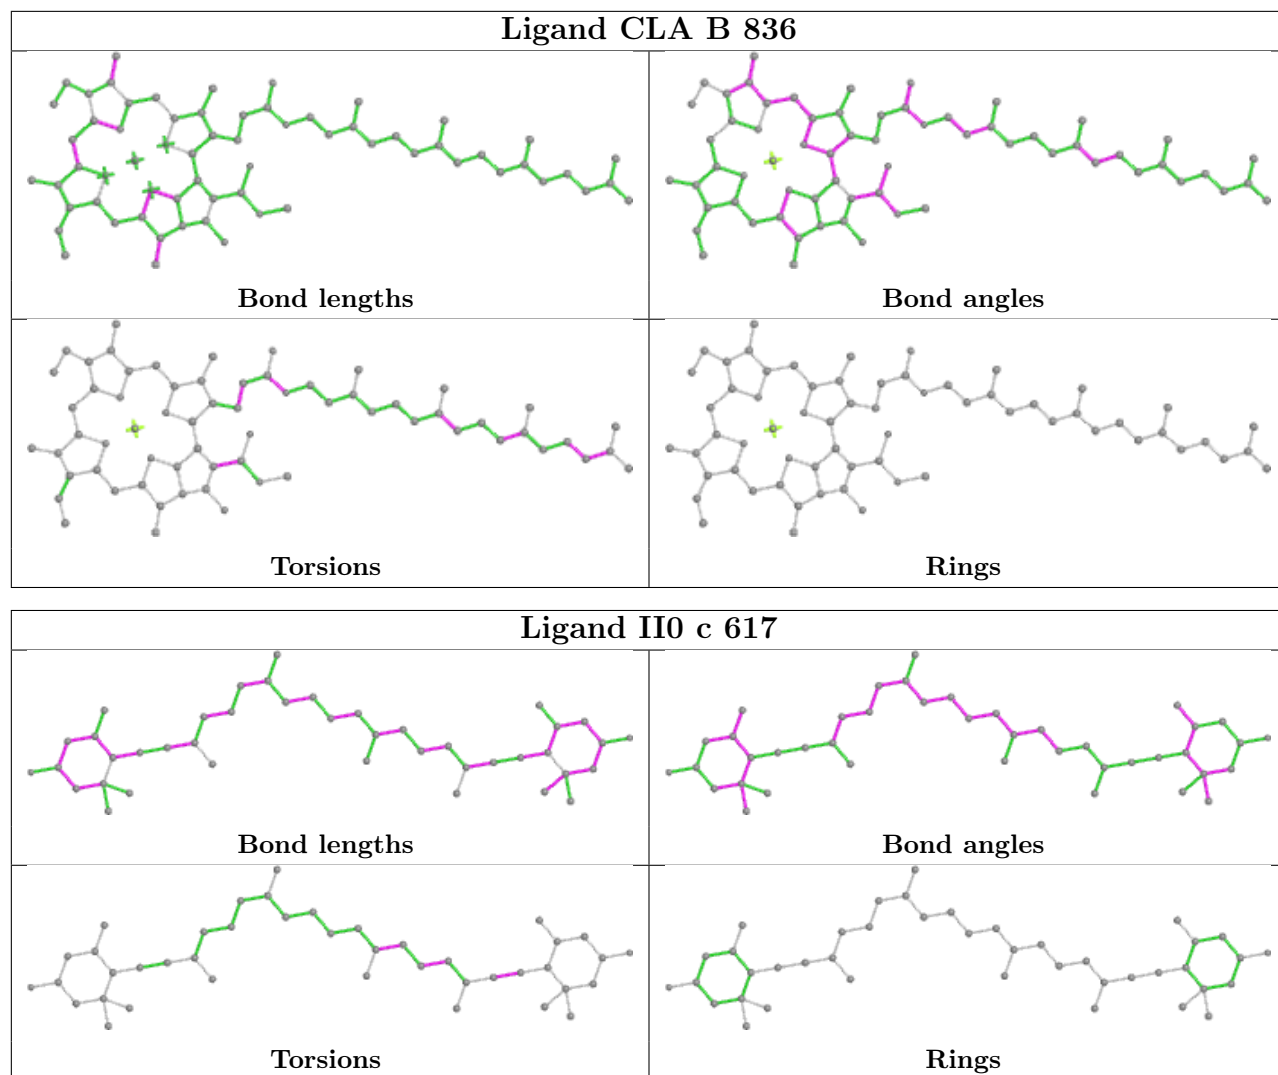 Ligand CLA B 836
Bond lengths
Bond angles
Torsions
Rings
Ligand II0 c 617
Bond lengths
Bond angles
Torsions
Rings